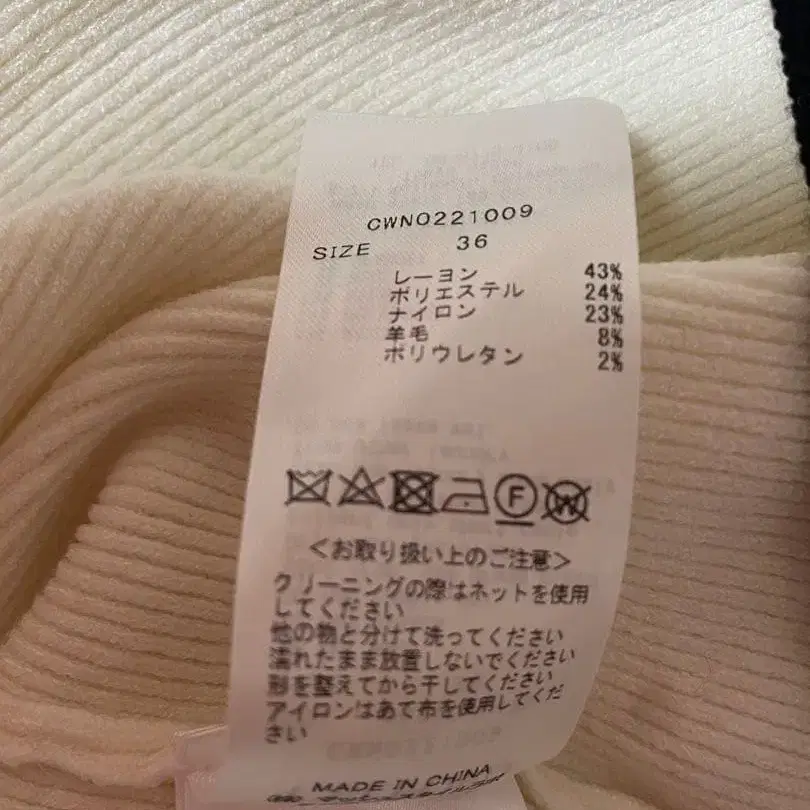 CWNO221009
SIZE 36
レーヨン 43%
ポリエステル 24%
ナイロン 23%
羊毛 8%
ポリウレタン 2%
F W
<お取り扱い上のご注意>
クリーニングの際はネットを使用
してください
他の物と分けて洗ってください
濡れたまま放置しないでください
形を整えてから干してください
アイロンはあて布を使用してくだ
さい
MADE IN CHINA